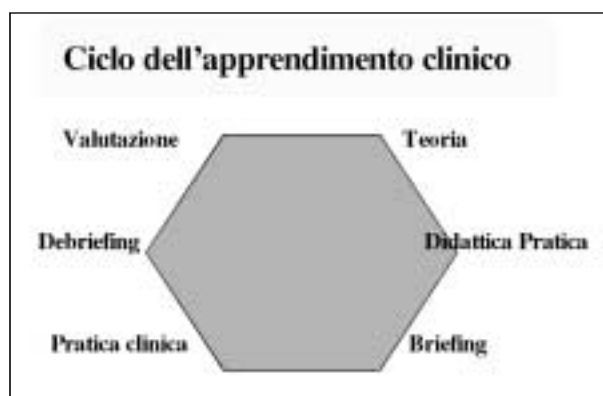 Ciclo dell'apprendimento clinico
Valutazione
Teoria
Debriefing
Didattica Pratica
Pratica clinica
Briefing